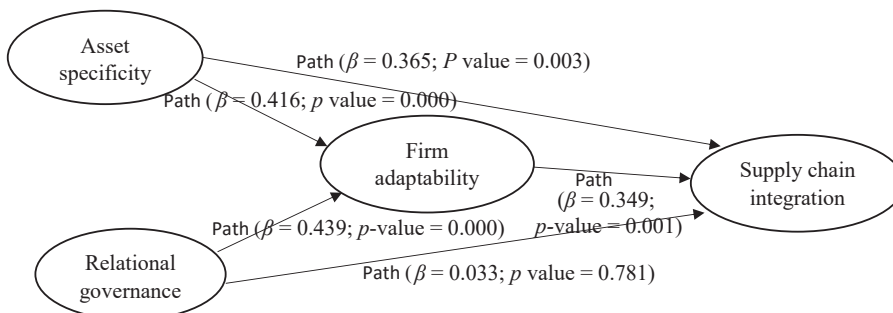 Asset
specificity
Path (β = 0.365; P value = 0.003)
Path (β = 0.416; p value = 0.000)
Firm
adaptability
Supply chain
integration
Path
(β = 0.349;
p-value = 0.001)
Path (β = 0.439; p-value = 0.000)
Relational
governance
Path (β = 0.033; p value = 0.781)